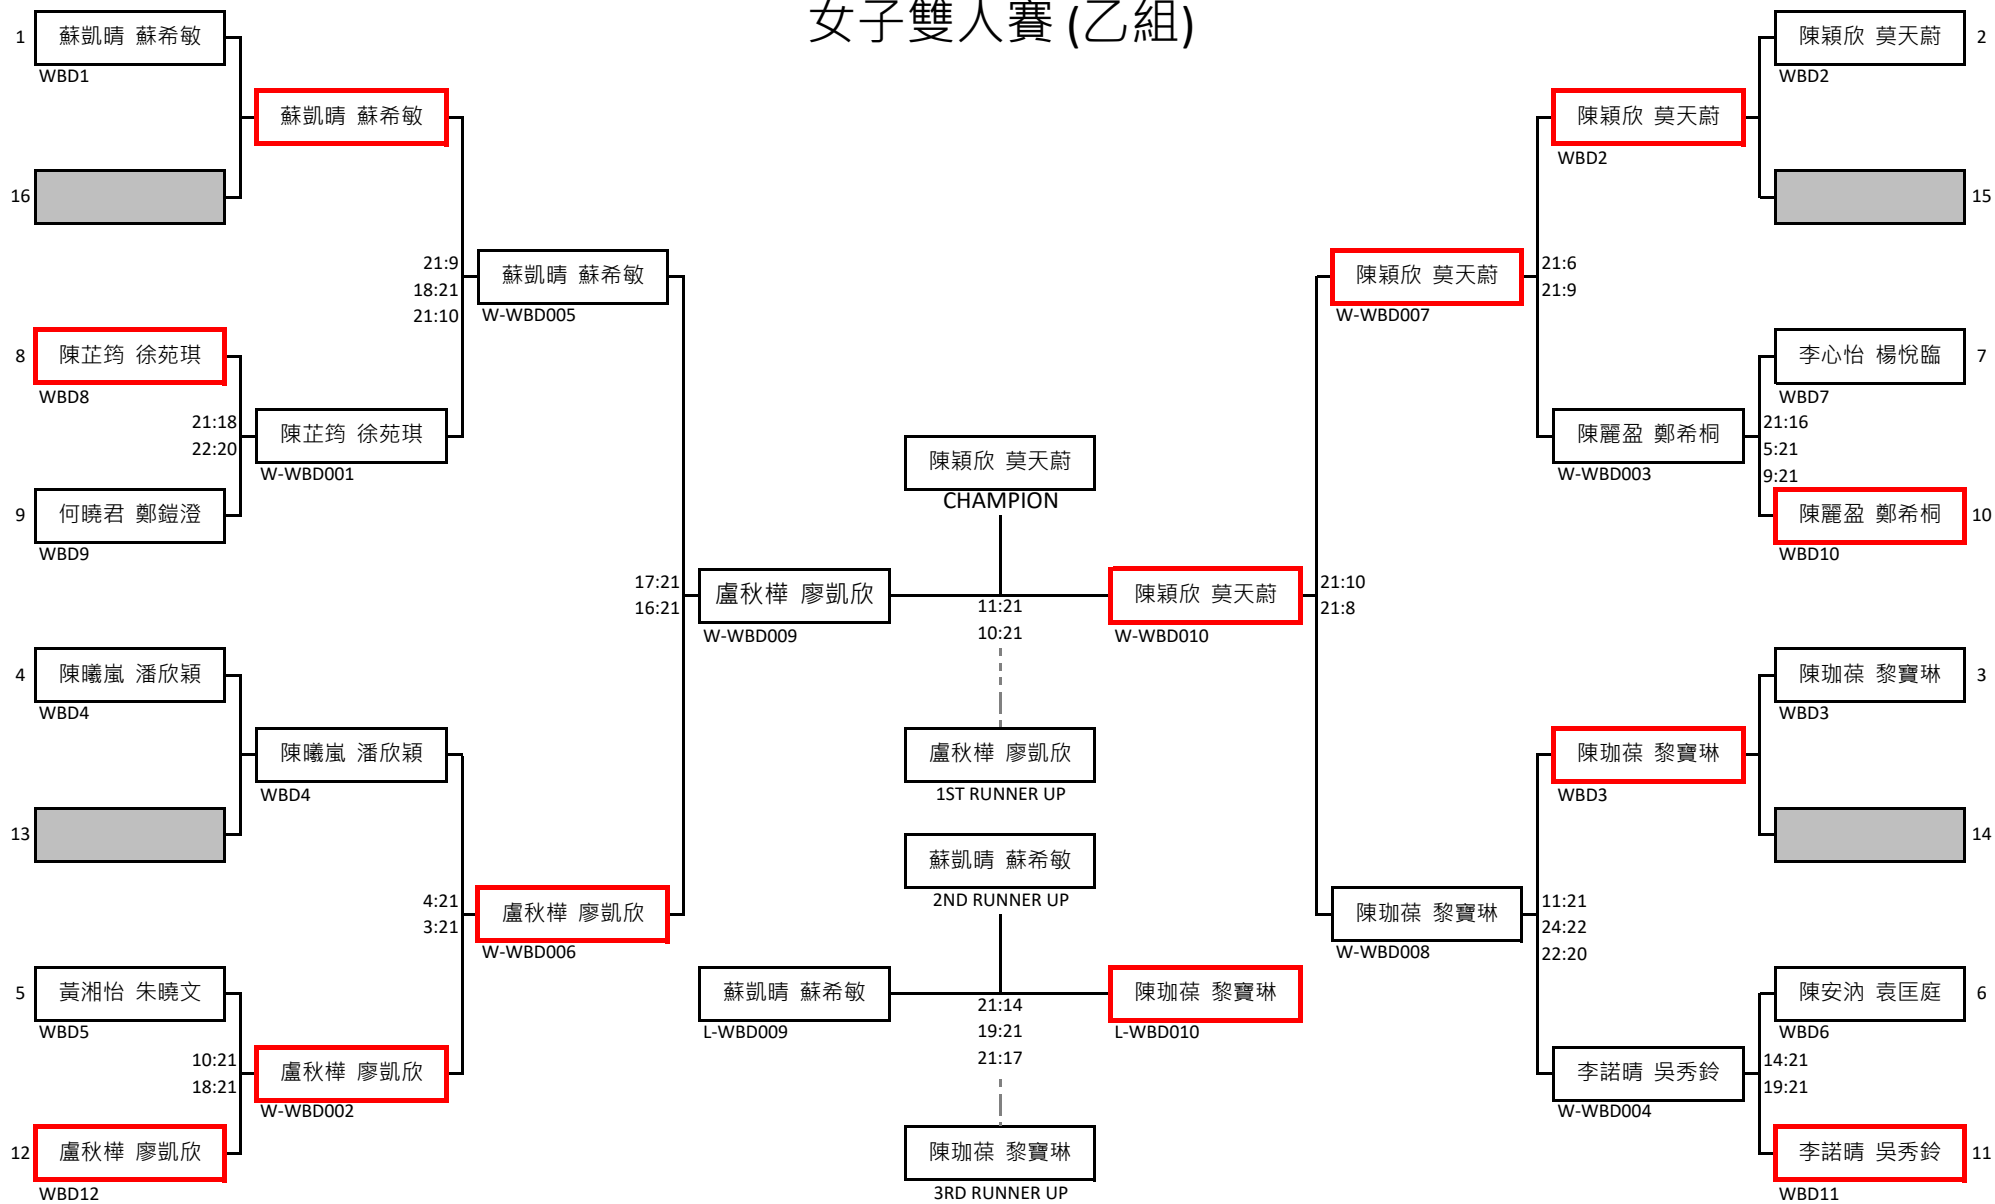 女子雙人賽 (乙組)
1
蘇凱晴 蘇希敏
WBD1
蘇凱晴 蘇希敏
16
21:9
18:21
21:10
蘇凱晴 蘇希敏
W-WBD005
8
陳芷筠 徐苑琪
WBD8
21:18
22:20
陳芷筠 徐苑琪
W-WBD001
9
何曉君 鄭鎧澄
WBD9
17:21
16:21
盧秋樺 廖凱欣
W-WBD009
4
陳曦嵐 潘欣穎
WBD4
陳曦嵐 潘欣穎
WBD4
13
4:21
3:21
盧秋樺 廖凱欣
W-WBD006
5
黃湘怡 朱曉文
WBD5
10:21
18:21
盧秋樺 廖凱欣
W-WBD002
12
盧秋樺 廖凱欣
WBD12
陳穎欣 莫天蔚
CHAMPION
11:21
10:21
盧秋樺 廖凱欣
1ST RUNNER UP
蘇凱晴 蘇希敏
2ND RUNNER UP
蘇凱晴 蘇希敏
L-WBD009
21:14
19:21
21:17
陳珈葆 黎寶琳
L-WBD010
陳珈葆 黎寶琳
3RD RUNNER UP
陳穎欣 莫天蔚
2
WBD2
陳穎欣 莫天蔚
WBD2
15
陳穎欣 莫天蔚
W-WBD007
21:6
21:9
李心怡 楊悅臨
7
WBD7
陳麗盈 鄭希桐
W-WBD003
21:16
5:21
9:21
陳麗盈 鄭希桐
10
WBD10
陳穎欣 莫天蔚
W-WBD010
21:10
21:8
陳珈葆 黎寶琳
3
WBD3
陳珈葆 黎寶琳
WBD3
14
陳珈葆 黎寶琳
W-WBD008
11:21
24:22
22:20
陳安汭 袁匡庭
6
WBD6
李諾晴 吳秀鈴
W-WBD004
14:21
19:21
李諾晴 吳秀鈴
11
WBD11